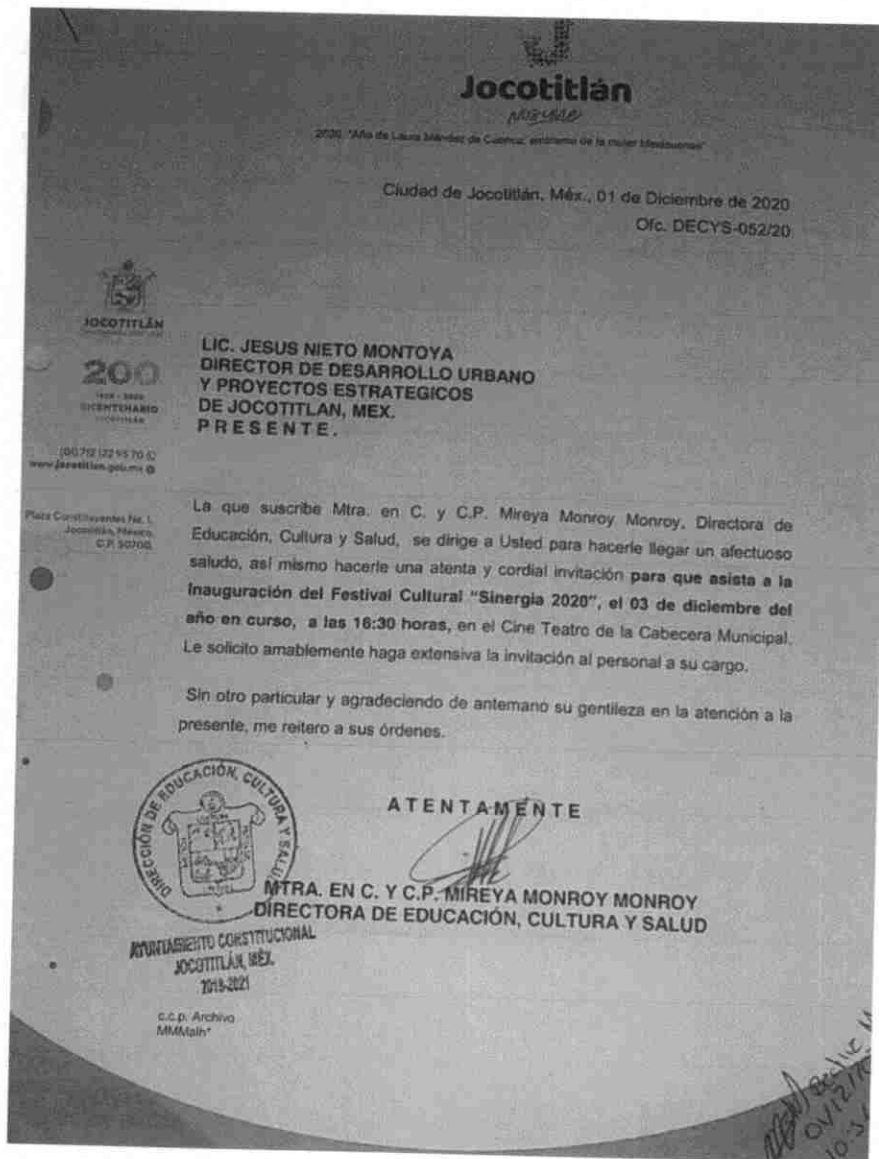 Jocotitlán
2020. "Año de Laura Méndez de Cuenca; emblema de la mujer Mexiquense"
Ciudad de Jocotitlán, Méx., 01 de Diciembre de 2020
Ofc. DECYS-052/20
JOCOTITLÁN
200
1820 - 2020
BICENTENARIO
JOCOTITLÁN
www.jocotitlan.gob.mx
Plaza Constituyentes No. 1,
Jocotitlán, México.
C.P. 50700.
LIC. JESUS NIETO MONTOYA
DIRECTOR DE DESARROLLO URBANO
Y PROYECTOS ESTRATEGICOS
DE JOCOTITLAN, MEX.
P R E S E N T E .
La que suscribe Mtra. en C. y C.P. Mireya Monroy Monroy, Directora de
Educación, Cultura y Salud, se dirige a Usted para hacerle llegar un afectuoso
saludo, así mismo hacerle una atenta y cordial invitación para que asista a la
Inauguración del Festival Cultural "Sinergia 2020", el 03 de diciembre del
año en curso, a las 16:30 horas, en el Cine Teatro de la Cabecera Municipal.
Le solicito amablemente haga extensiva la invitación al personal a su cargo.
Sin otro particular y agradeciendo de antemano su gentileza en la atención a la
presente, me reitero a sus órdenes.
A T E N T A M E N T E
MTRA. EN C. Y C.P. MIREYA MONROY MONROY
DIRECTORA DE EDUCACIÓN, CULTURA Y SALUD
DIRECCIÓN DE EDUCACIÓN, CULTURA Y SALUD
AYUNTAMIENTO CONSTITUCIONAL
JOCOTITLÁN, MÉX.
2019-2021
c.c.p. Archivo
MMMalh*